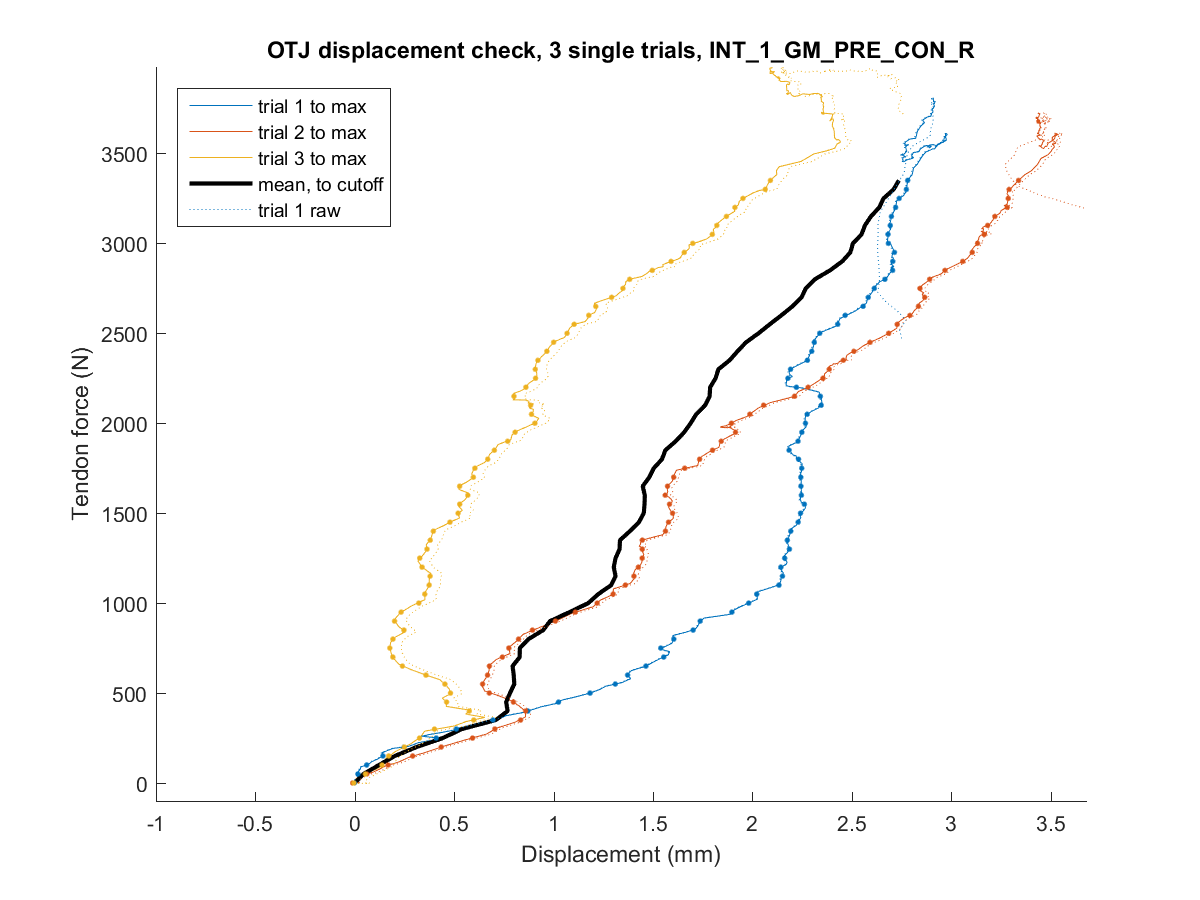 OTJ displacement check, 3 single trials, INT_1_GM_PRE_CON_R
trial 1 to max
trial 2 to max
trial 3 to max
mean, to cutoff
trial 1 raw
3500
3000
2500
2000
1500
1000
500
0
Tendon force (N)
-1
-0.5
0
0.5
1
1.5
2
2.5
3
3.5
Displacement (mm)